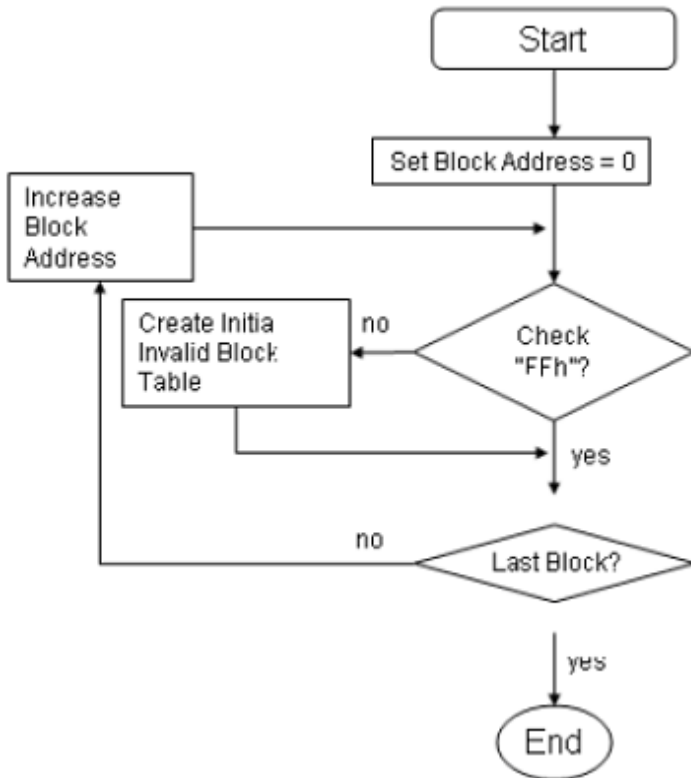 Start
Set Block Address = 0
Increase
Block
Address
Create Initia
Invalid Block
Table
no
Check
"FFh"?
yes
no
Last Block?
yes
End